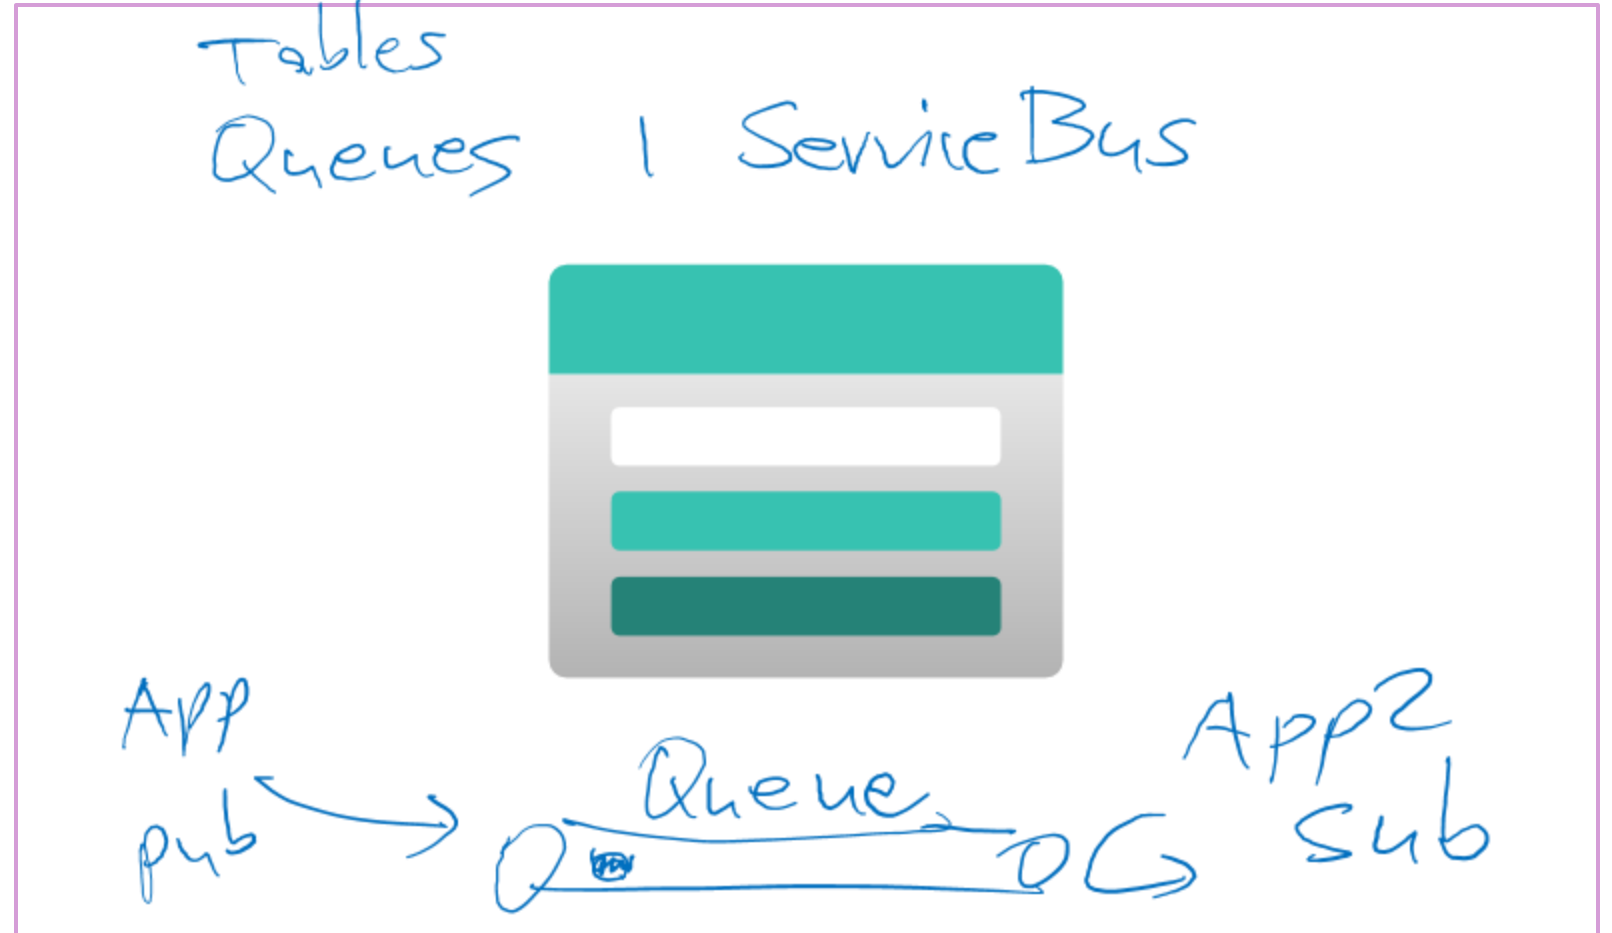 Tables
Queues | ServiceBus
App
pub
Queue
App2
sub